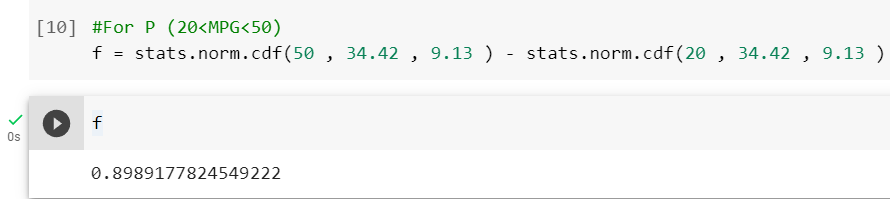 [10] #For P (20<MPG<50)
f = stats.norm.cdf(50 , 34.42 , 9.13 ) - stats.norm.cdf(20 , 34.42 , 9.13 )
f
0s
0.8989177824549222